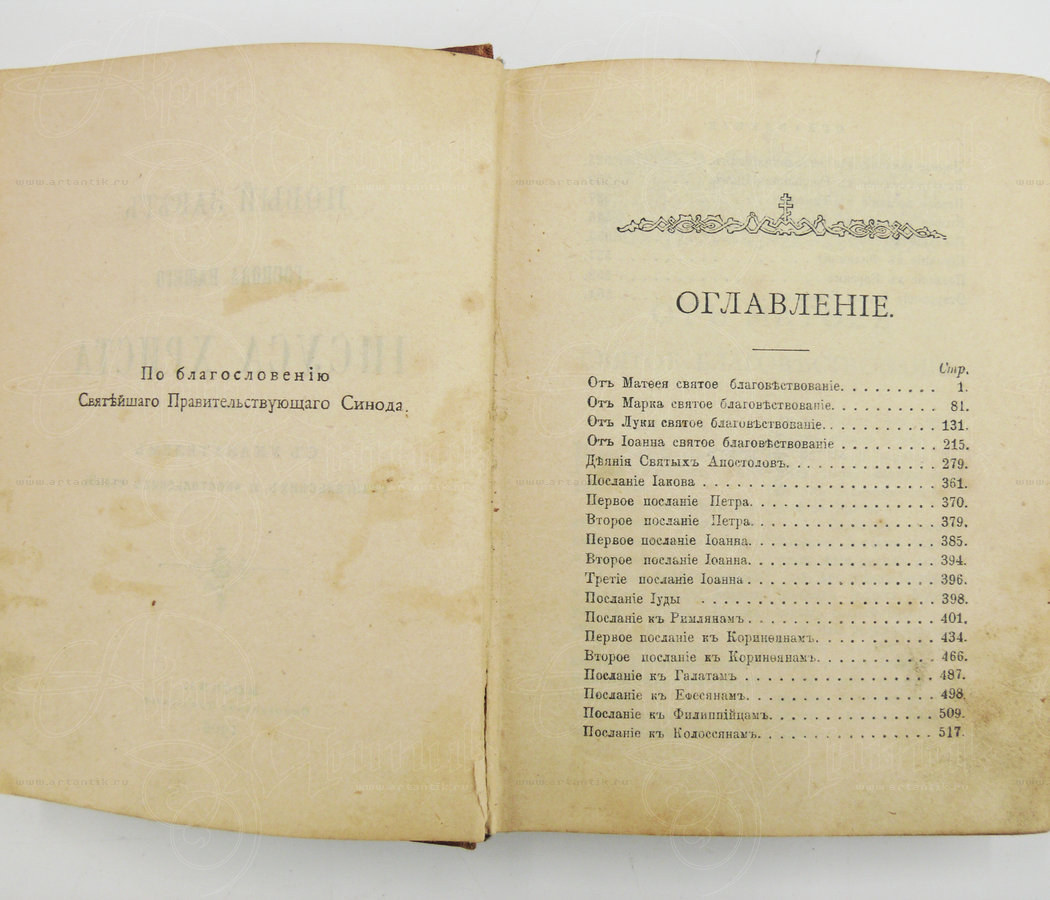 По благословенію
Святѣйшаго Правительствующаго Синода.
ОГЛАВЛЕНІЕ.
Стр.
Отъ Матѳея святое благовѣствованіе. . . . . . . . . 1.
Отъ Марка святое благовѣствованіе. . . . . . . . . . 81.
Отъ Луки святое благовѣствованіе. . . . . . . . . . 131.
Отъ Іоанна святое благовѣствованіе . . . . . . . . . 215.
Дѣянія Святыхъ Апостоловъ. . . . . . . . . . . . . 279.
Посланіе Іакова . . . . . . . . . . . . . . . . . . 361.
Первое посланіе Петра. . . . . . . . . . . . . . . . 370.
Второе посланіе Петра. . . . . . . . . . . . . . . . 379.
Первое посланіе Іоанна. . . . . . . . . . . . . . . 385.
Второе посланіе Іоанна. . . . . . . . . . . . . . . 394.
Третіе посланіе Іоанна . . . . . . . . . . . . . . . 396.
Посланіе Іуды . . . . . . . . . . . . . . . . . . 398.
Посланіе къ Римлянамъ . . . . . . . . . . . . . . . 401.
Первое посланіе къ Коринѳянамъ. . . . . . . . . . . 434.
Второе посланіе къ Коринѳянамъ. . . . . . . . . . . 466.
Посланіе къ Галатамъ . . . . . . . . . . . . . . . 487.
Посланіе къ Ефесянамъ. . . . . . . . . . . . . . . 498.
Посланіе къ Филиппійцамъ. . . . . . . . . . . . . 509.
Посланіе къ Колоссянамъ. . . . . . . . . . . . . . 517.
www.artantik.ru